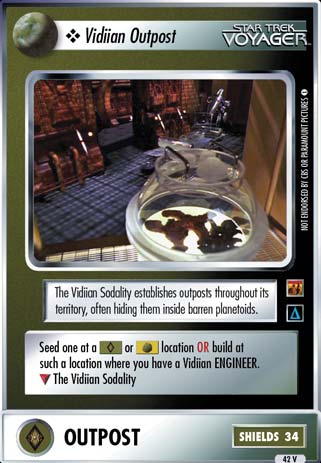 ❖ Vidiian Outpost
STAR TREK
VOYAGER
NOT ENDORSED BY CBS OR PARAMOUNT PICTURES
The Vidiian Sodality establishes outposts throughout its
territory, often hiding them inside barren planetoids.
Seed one at a or location OR build at
such a location where you have a Vidiian ENGINEER.
▼ The Vidiian Sodality
OUTPOST
SHIELDS 34
42 V